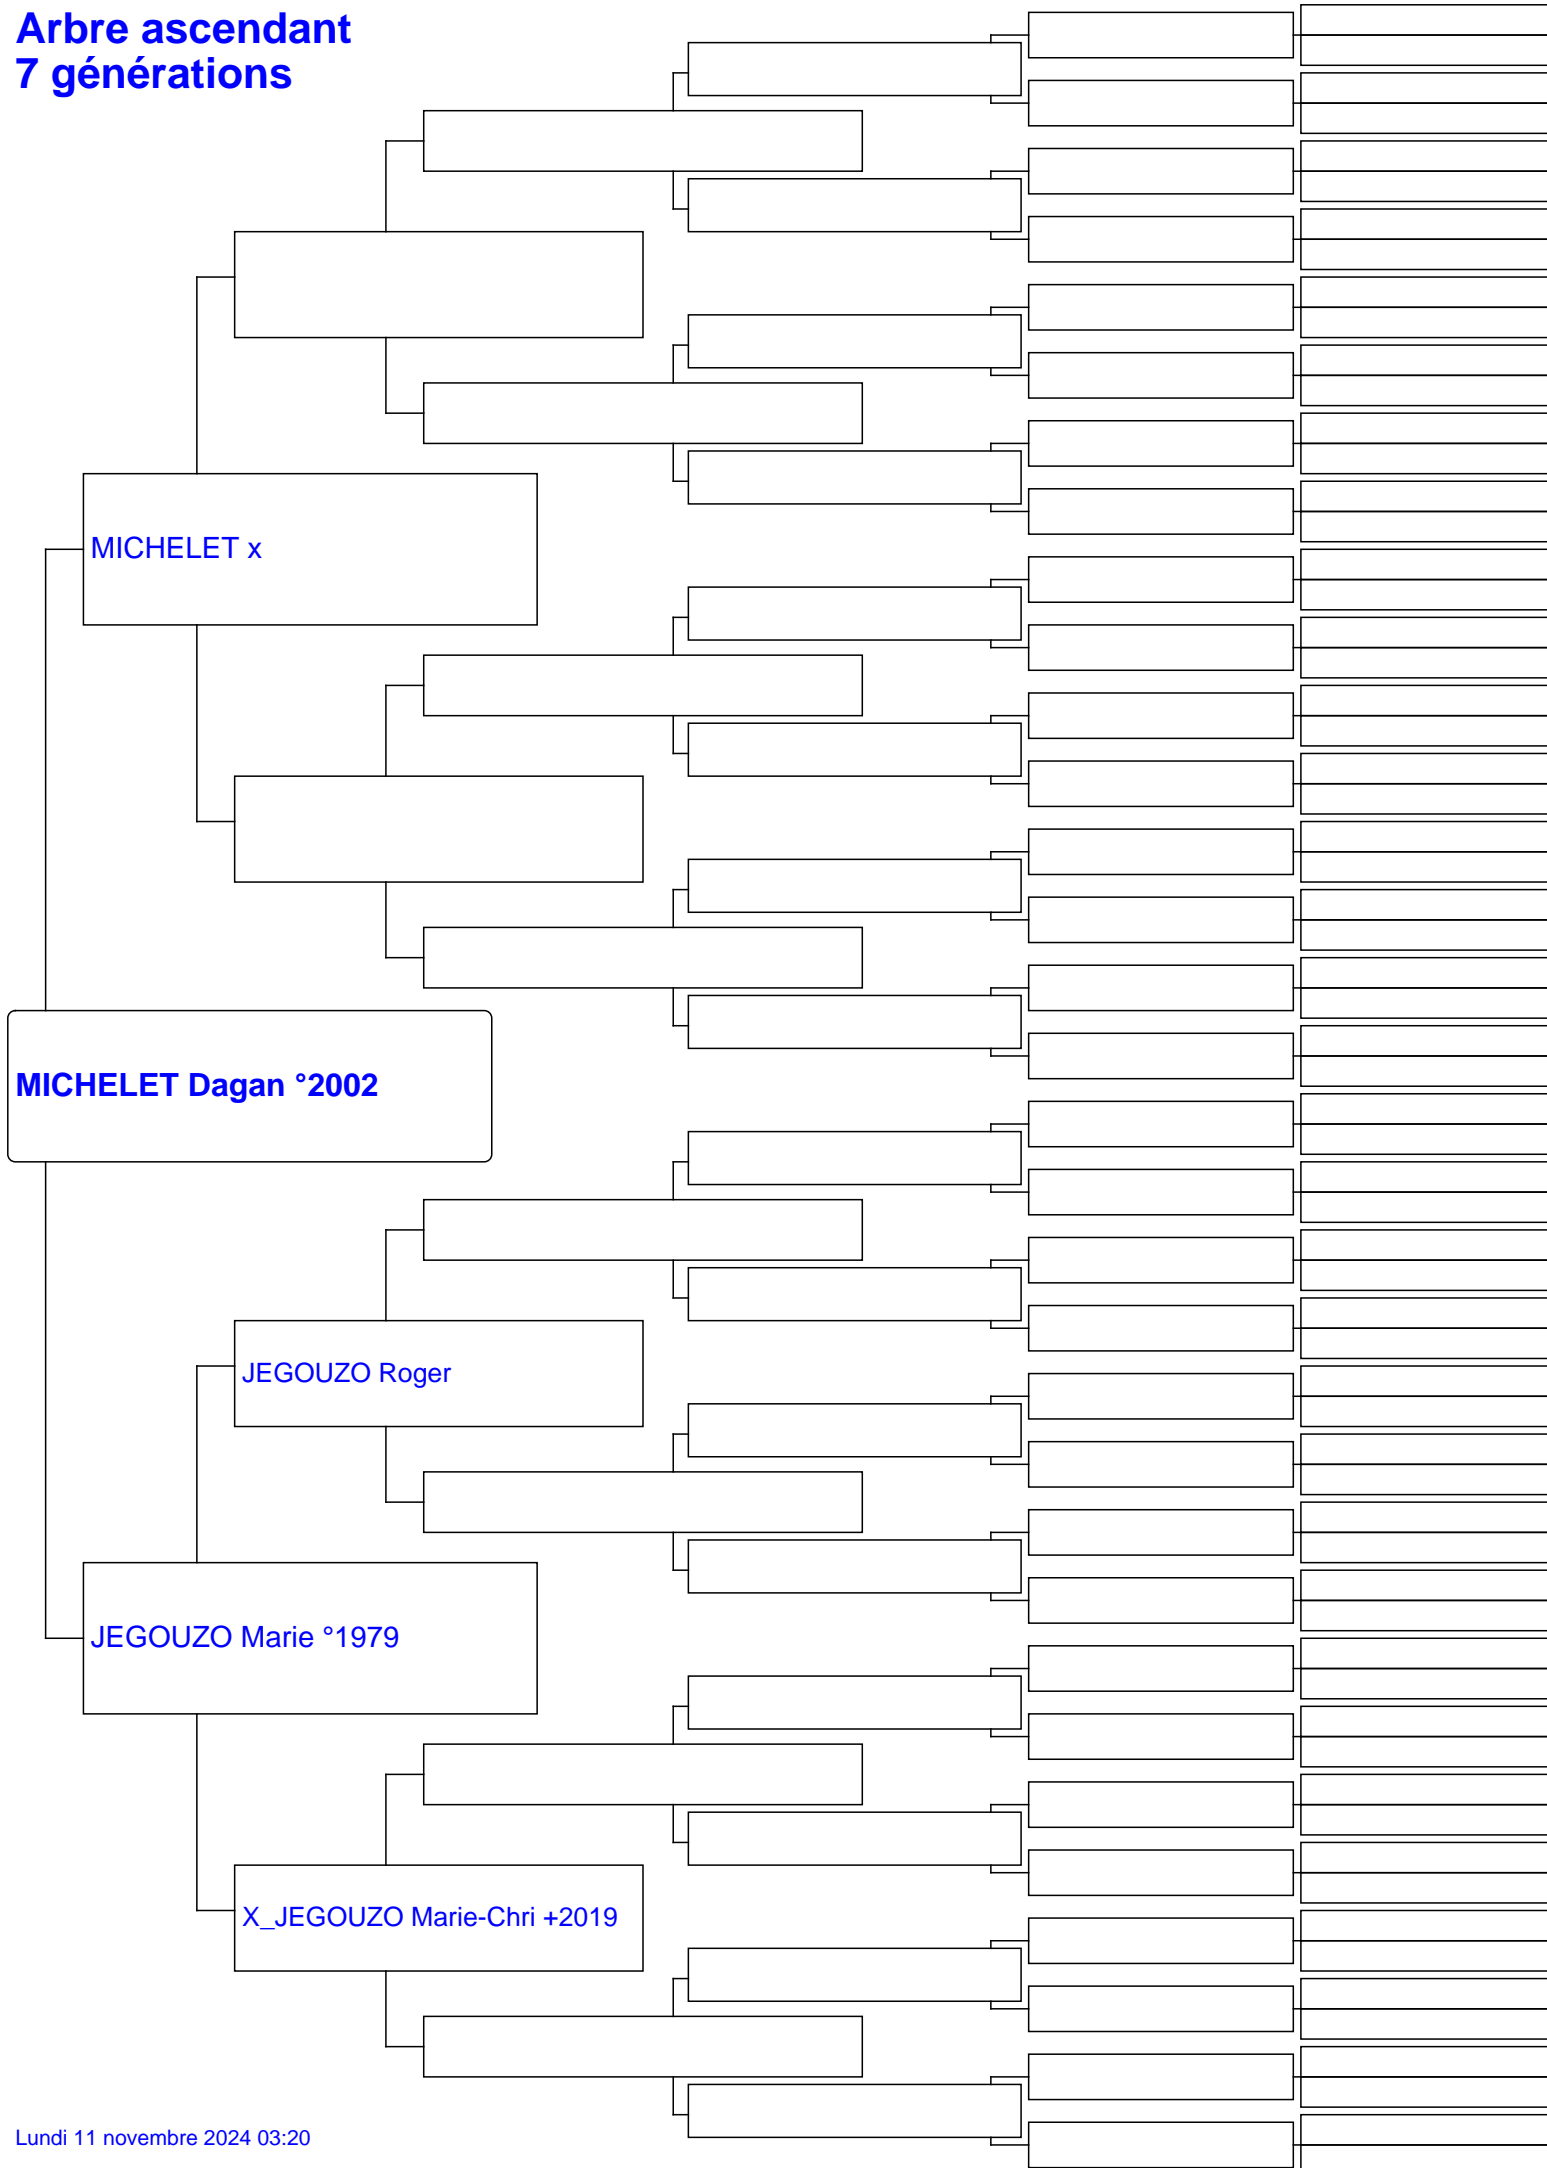 Arbre ascendant
7 générations
MICHELET x
MICHELET Dagan °2002
JEGOUZO Roger
JEGOUZO Marie °1979
X_JEGOUZO Marie-Chri +2019
Lundi 11 novembre 2024 03:20